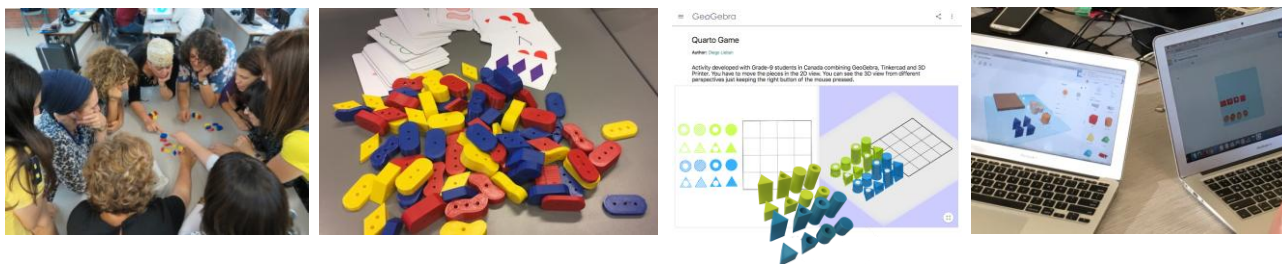 GeoGebra
Quarto Game
Author: Diego Lieban
Activity developed with Grade-9 students in Canada combining GeoGebra, Tinkercad and 3D
Printer. You have to move the pieces in the 2D view. You can see the 3D view from different
perspectives just keeping the right button of the mouse pressed.